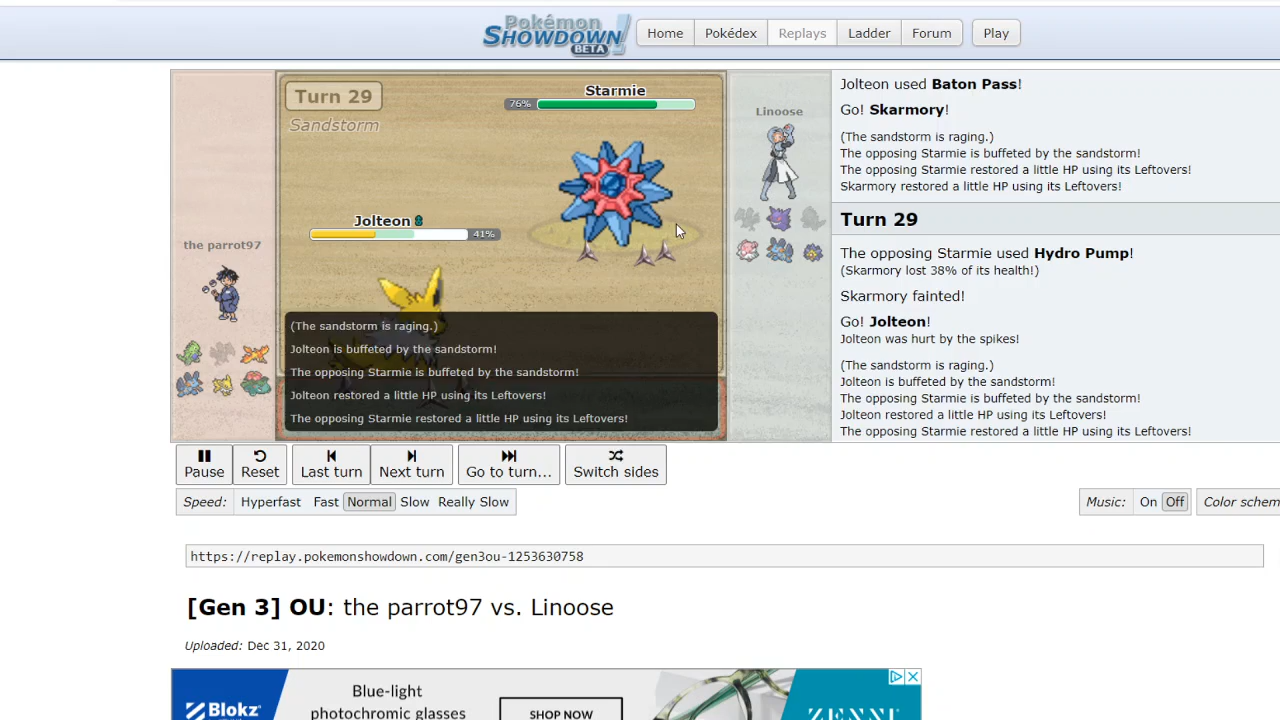 Pokémon
SHOWDOWN!
BETA
Home
Pokédex
Replays
Ladder
Forum
Play
Turn 29
Sandstorm
Starmie
76%
Jolteon
41%
the parrot97
Linoose
(The sandstorm is raging.)
Jolteon is buffeted by the sandstorm!
The opposing Starmie is buffeted by the sandstorm!
Jolteon restored a little HP using its Leftovers!
The opposing Starmie restored a little HP using its Leftovers!
Jolteon used Baton Pass!
Go! Skarmory!
(The sandstorm is raging.)
The opposing Starmie is buffeted by the sandstorm!
The opposing Starmie restored a little HP using its Leftovers!
Skarmory restored a little HP using its Leftovers!
Turn 29
The opposing Starmie used Hydro Pump!
(Skarmory lost 38% of its health!)
Skarmory fainted!
Go! Jolteon!
Jolteon was hurt by the spikes!
(The sandstorm is raging.)
Jolteon is buffeted by the sandstorm!
The opposing Starmie is buffeted by the sandstorm!
Jolteon restored a little HP using its Leftovers!
The opposing Starmie restored a little HP using its Leftovers!
Pause
Reset
Last turn
Next turn
Go to turn...
Switch sides
Speed: Hyperfast Fast Normal Slow Really Slow
Music: On Off
Color schem
https://replay.pokemonshowdown.com/gen3ou-1253630758
[Gen 3] OU: the parrot97 vs. Linoose
Uploaded: Dec 31, 2020
Blokz
Blue-light
photochromic glasses
SHOP NOW
ZENNI